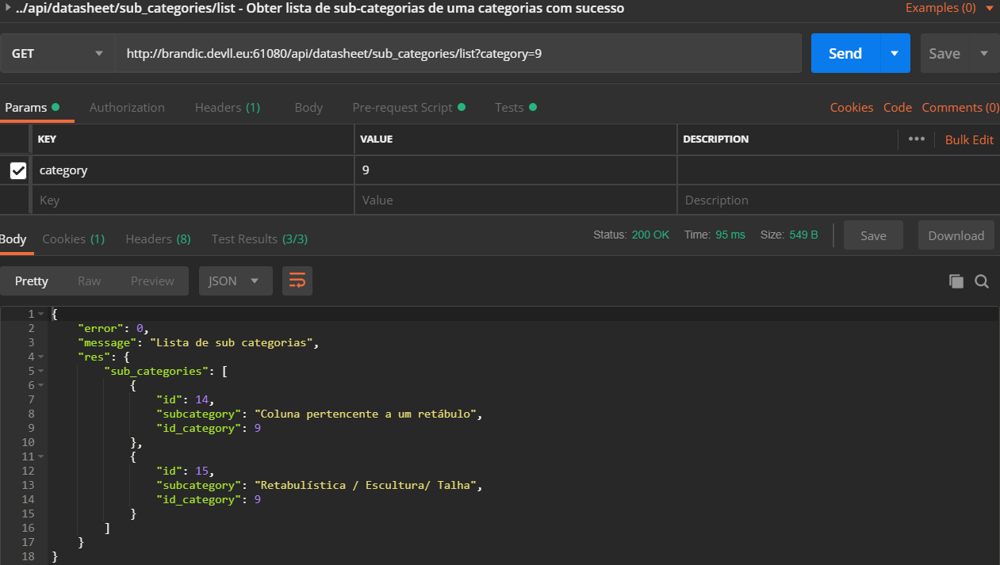 ../api/datasheet/sub_categories/list - Obter lista de sub-categorias de uma categorias com sucesso
Examples (0)
GET
http://brandic.devll.eu:61080/api/datasheet/sub_categories/list?category=9
Send
Save
Params
Authorization
Headers (1)
Body
Pre-request Script
Tests
Cookies
Code
Comments (0)
KEY
VALUE
DESCRIPTION
•••
Bulk Edit
category
9
Key
Value
Description
Body
Cookies (1)
Headers (8)
Test Results (3/3)
Status: 200 OK
Time: 95 ms
Size: 549 B
Save
Download
Pretty
Raw
Preview
JSON
1 {
2 "error": 0,
3 "message": "Lista de sub categorias",
4 "res": {
5 "sub_categories": [
6 {
7 "id": 14,
8 "subcategory": "Coluna pertencente a um retábulo",
9 "id_category": 9
10 },
11 {
12 "id": 15,
13 "subcategory": "Retabulística / Escultura/ Talha",
14 "id_category": 9
15 }
16 ]
17 }
18 }